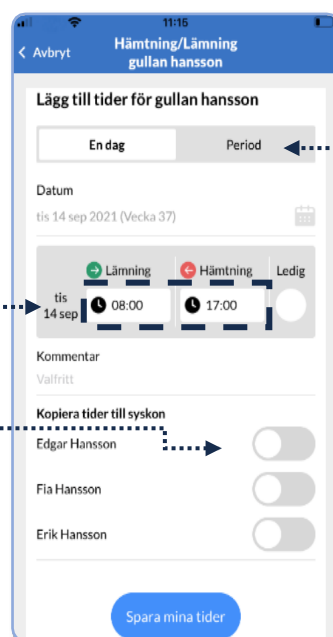 11:15
Avbryt
Hämtning/Lämning
gullan hansson
Lägg till tider för gullan hansson
En dag Period
Datum
tis 14 sep 2021 (Vecka 37)
Lämning Hämtning Ledig
tis
14 sep
08:00 17:00
Kommentar
Valfritt
Kopiera tider till syskon
Edgar Hansson
Fia Hansson
Erik Hansson
Spara mina tider